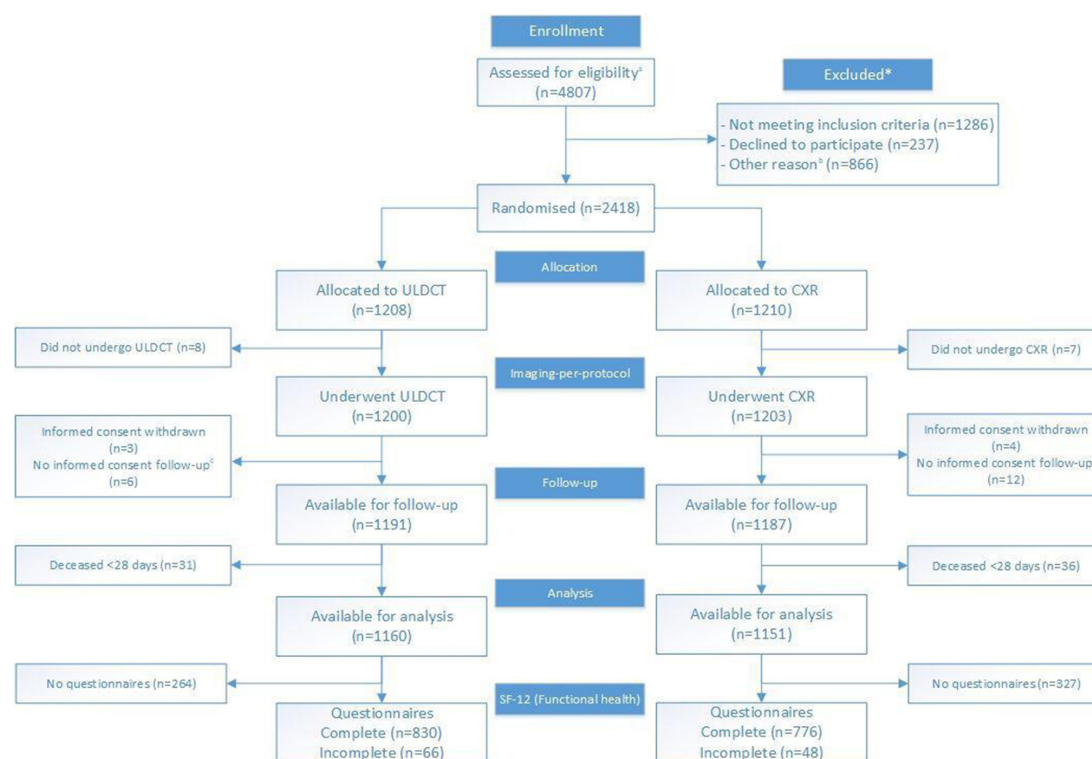 Enrollment
Assessed for eligibilityᵃ
(n=4807)
Excluded*
- Not meeting inclusion criteria (n=1286)
- Declined to participate (n=237)
- Other reasonᵇ (n=866)
Randomised (n=2418)
Allocation
Allocated to ULDCT
(n=1208)
Allocated to CXR
(n=1210)
Did not undergo ULDCT (n=8)
Did not undergo CXR (n=7)
Imaging-per-protocol
Underwent ULDCT
(n=1200)
Underwent CXR
(n=1203)
Informed consent withdrawn
(n=3)
No informed consent follow-upᶜ
(n=6)
Informed consent withdrawn
(n=4)
No informed consent follow-up
(n=12)
Follow-up
Available for follow-up
(n=1191)
Available for follow-up
(n=1187)
Deceased <28 days (n=31)
Deceased <28 days (n=36)
Analysis
Available for analysis
(n=1160)
Available for analysis
(n=1151)
No questionnaires (n=264)
No questionnaires (n=327)
SF-12 (Functional health)
Questionnaires
Complete (n=830)
Incomplete (n=66)
Questionnaires
Complete (n=776)
Incomplete (n=48)